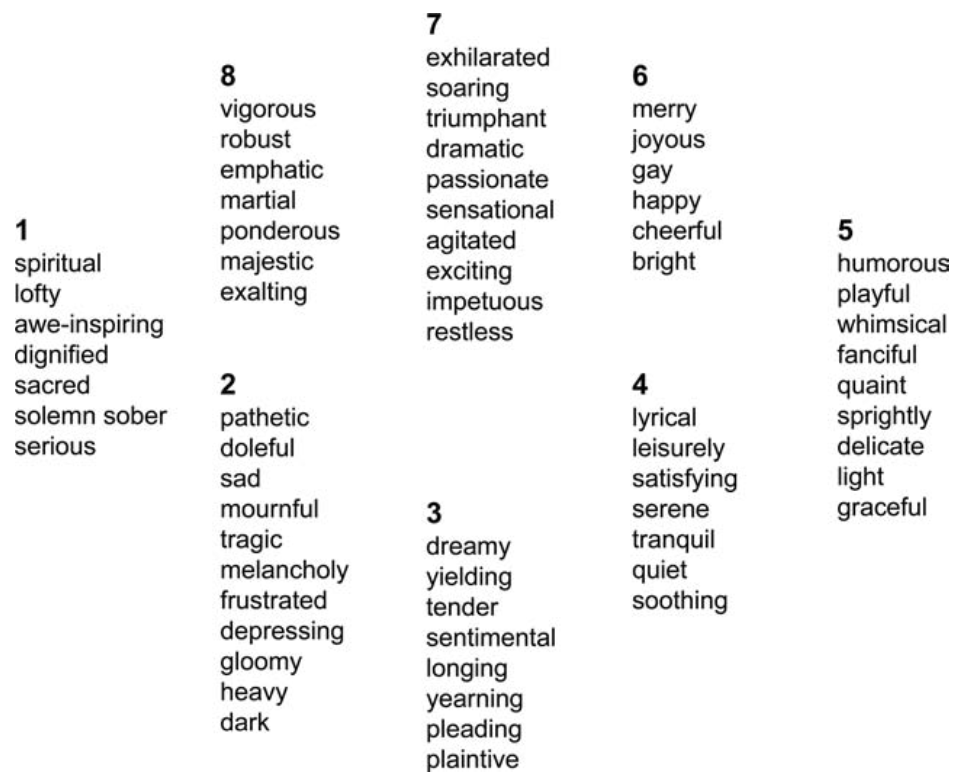 1
spiritual
lofty
awe-inspiring
dignified
sacred
solemn sober
serious
2
pathetic
doleful
sad
mournful
tragic
melancholy
frustrated
depressing
gloomy
heavy
dark
3
dreamy
yielding
tender
sentimental
longing
yearning
pleading
plaintive
4
lyrical
leisurely
satisfying
serene
tranquil
quiet
soothing
5
humorous
playful
whimsical
fanciful
quaint
sprightly
delicate
light
graceful
6
merry
joyous
gay
happy
cheerful
bright
7
exhilarated
soaring
triumphant
dramatic
passionate
sensational
agitated
exciting
impetuous
restless
8
vigorous
robust
emphatic
martial
ponderous
majestic
exalting